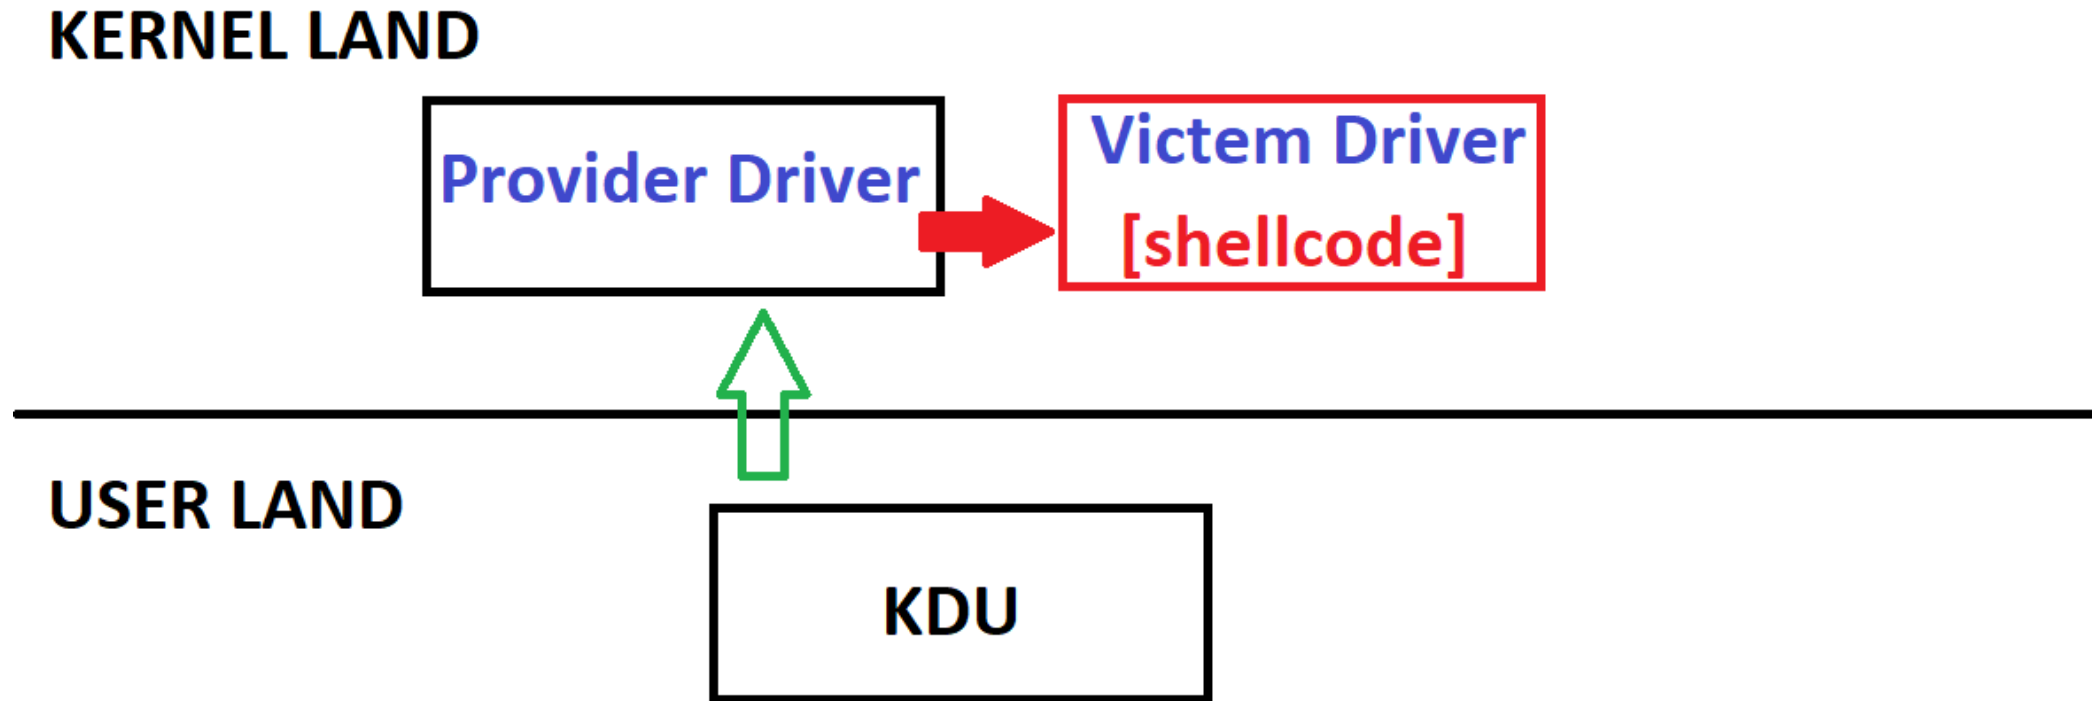 KERNEL LAND
Provider Driver
Victem Driver
[shellcode]
USER LAND
KDU